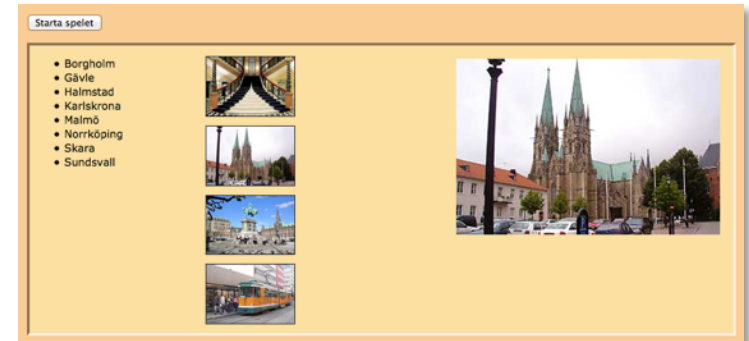 Starta spelet
Borgholm
Gävle
Halmstad
Karlskrona
Malmö
Norrköping
Skara
Sundsvall